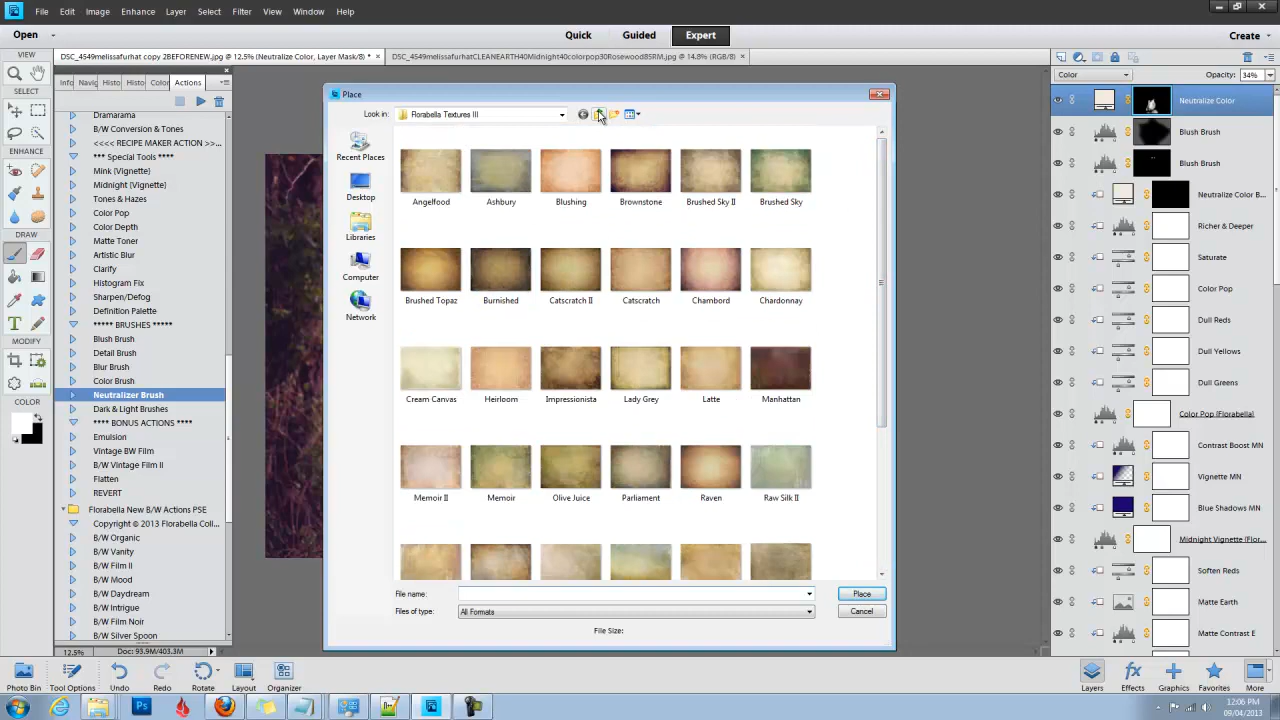 File Edit Image Enhance Layer Select Filter View Window Help
Open
Quick Guided Expert
Create
VIEW
SELECT
ENHANCE
DRAW
MODIFY
COLOR
DSC_4549melissafurhat copy 2BEFORENEW.jpg @ 12.5% (Neutralize Color, Layer Mask/8) *
DSC_4549melissafurhatCLEANEARTH40Midnight40colorpop30Rosewood85RM.jpg @ 14.8% (RGB/8)
Actions
Dramarama
B/W Conversion & Tones
<<<< RECIPE MAKER ACTION >>...
*** Special Tools ***
Mink (Vignette)
Midnight (Vignette)
Tones & Hazes
Color Pop
Color Depth
Matte Toner
Artistic Blur
Clarify
Histogram Fix
Sharpen/Defog
Definition Palette
***** BRUSHES *****
Blush Brush
Detail Brush
Blur Brush
Color Brush
Neutralizer Brush
Dark & Light Brushes
**** BONUS ACTIONS ****
Emulsion
Vintage BW Film
B/W Vintage Film II
Flatten
REVERT
Florabella New B/W Actions PSE
Copyright © 2013 Florabella Coll...
B/W Organic
B/W Vanity
B/W Film II
B/W Mood
B/W Daydream
B/W Intrigue
B/W Film Noir
B/W Silver Spoon
12.5% Doc: 93.9M/403.3M
Place
Look in: Florabella Textures III
Recent Places
Desktop
Libraries
Computer
Network
Angelfood Ashbury Blushing Brownstone Brushed Sky II Brushed Sky
Brushed Topaz Burnished Catscratch II Catscratch Chambord Chardonnay
Cream Canvas Heirloom Impressionista Lady Grey Latte Manhattan
Memoir II Memoir Olive Juice Parliament Raven Raw Silk II
File name: Place
Files of type: All Formats Cancel
File Size:
Color Opacity: 34%
Neutralize Color
Blush Brush
Blush Brush
Neutralize Color B...
Richer & Deeper
Saturate
Color Pop
Dull Reds
Dull Yellows
Dull Greens
Color Pop (Florabella)
Contrast Boost MN
Vignette MN
Blue Shadows MN
Midnight Vignette (Flor...
Soften Reds
Matte Earth
Matte Contrast E
Photo Bin Tool Options Undo Redo Rotate Layout Organizer
Layers Effects Graphics Favorites More
12:06 PM
09/04/2013